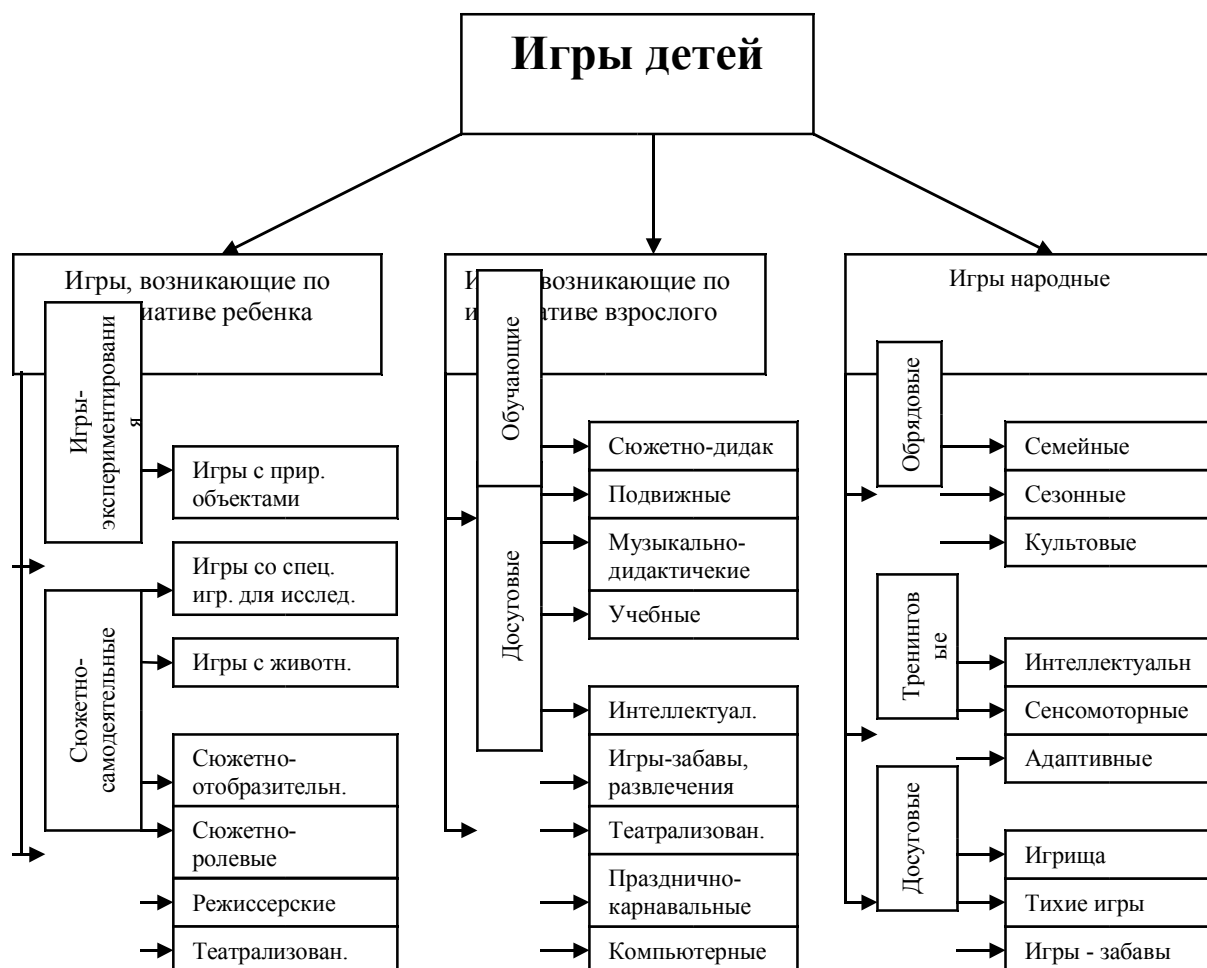 Игры детей
Игры, возникающие по
иативе ребенка
Игры-
экспериментировани
я
Игры с прир.
объектами
Игры со спец.
игр. для исслед.
Игры с животн.
Сюжетно-
самодеятельные
Сюжетно-
отобразительн.
Сюжетно-
ролевые
Режиссерские
Театрализован.
И возникающие по
и ативе взрослого
Обучающие
Сюжетно-дидак
Подвижные
Музыкально-
дидактичекие
Учебные
Досуговые
Интеллектуал.
Игры-забавы,
развлечения
Театрализован.
Празднично-
карнавальные
Компьютерные
Игры народные
Обрядовые
Семейные
Сезонные
Культовые
Тренингов
ые
Интеллектуальн
Сенсомоторные
Адаптивные
Досуговые
Игрища
Тихие игры
Игры - забавы